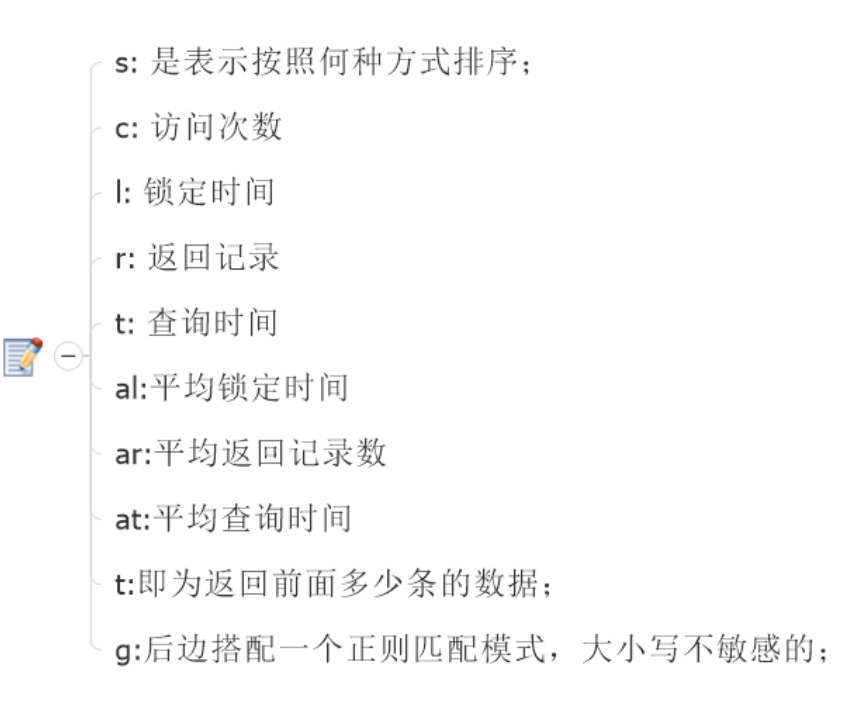 s: 是表示按照何种方式排序；
c: 访问次数
l: 锁定时间
r: 返回记录
t: 查询时间
al:平均锁定时间
ar:平均返回记录数
at:平均查询时间
t:即为返回前面多少条的数据；
g:后边搭配一个正则匹配模式，大小写不敏感的；